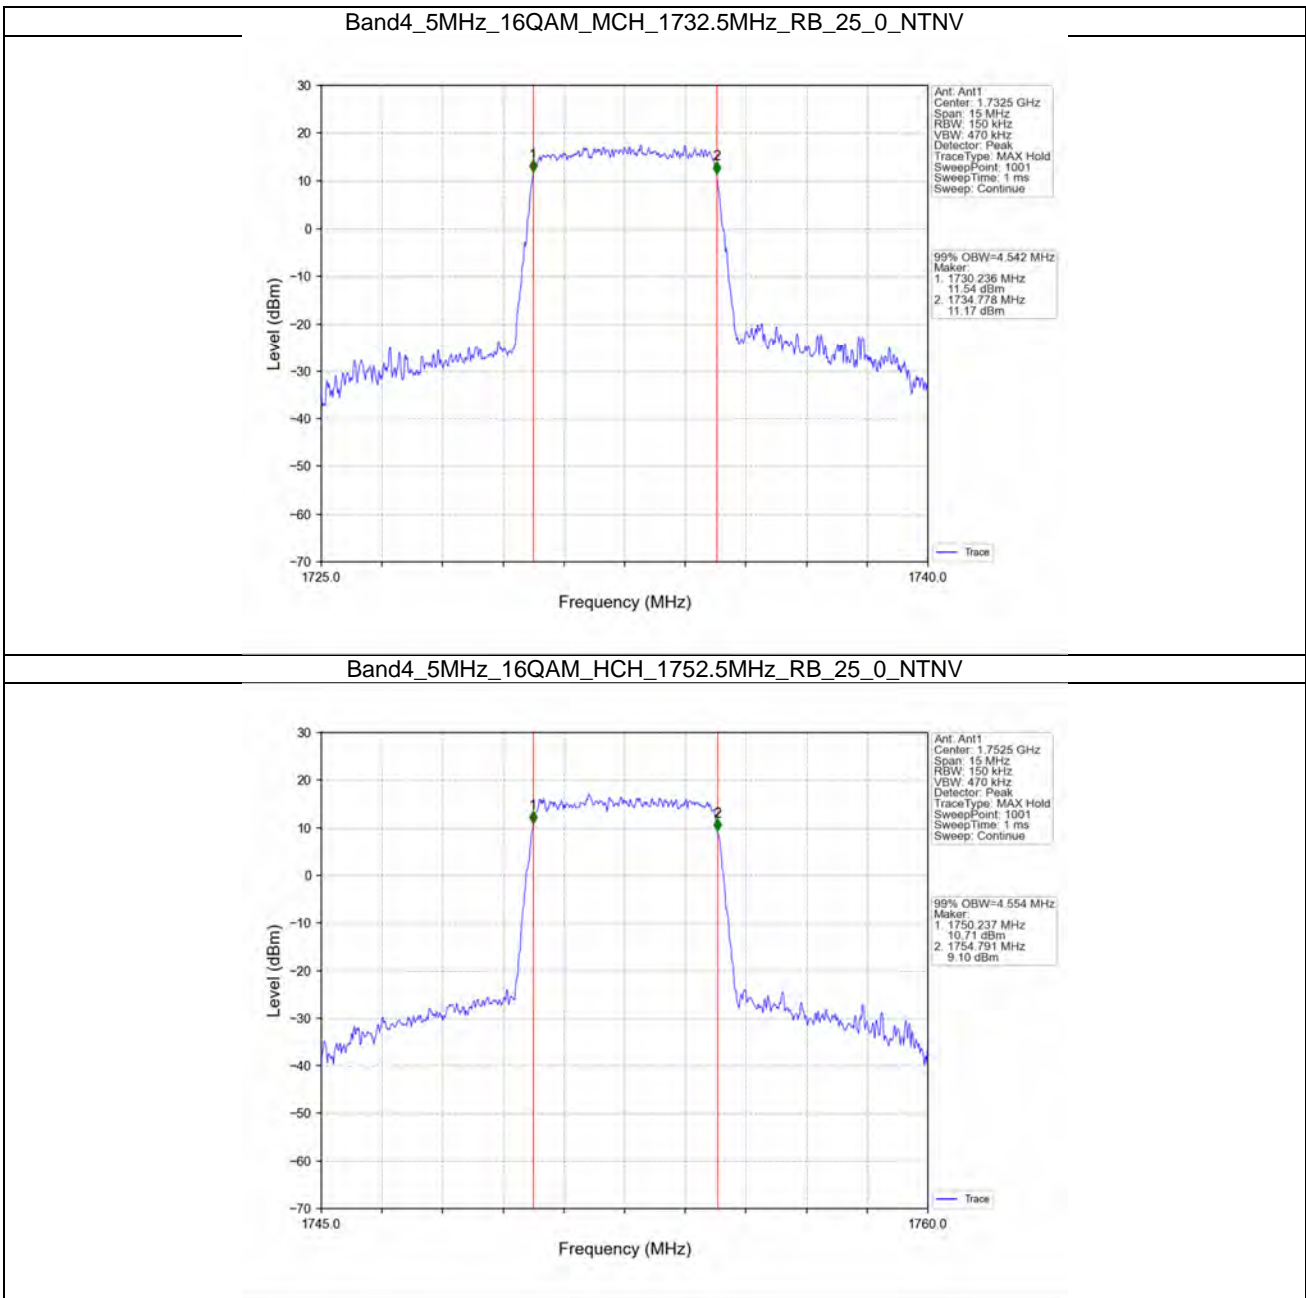 Band4_5MHz_16QAM_MCH_1732.5MHz_RB_25_0_NTNV
30
20
10
0
−10
−20
−30
−40
−50
−60
−70
Level (dBm)
1
2
1725.0
1740.0
Frequency (MHz)
Ant: Ant1
Center: 1.7325 GHz
Span: 15 MHz
RBW: 150 kHz
VBW: 470 kHz
Detector: Peak
TraceType: MAX Hold
SweepPoint: 1001
SweepTime: 1 ms
Sweep: Continue
99% OBW=4.542 MHz
Maker:
1. 1730.236 MHz
11.54 dBm
2. 1734.778 MHz
11.17 dBm
Trace
Band4_5MHz_16QAM_HCH_1752.5MHz_RB_25_0_NTNV
30
20
10
0
−10
−20
−30
−40
−50
−60
−70
Level (dBm)
1
2
1745.0
1760.0
Frequency (MHz)
Ant: Ant1
Center: 1.7525 GHz
Span: 15 MHz
RBW: 150 kHz
VBW: 470 kHz
Detector: Peak
TraceType: MAX Hold
SweepPoint: 1001
SweepTime: 1 ms
Sweep: Continue
99% OBW=4.554 MHz
Maker:
1. 1750.237 MHz
10.71 dBm
2. 1754.791 MHz
9.10 dBm
Trace